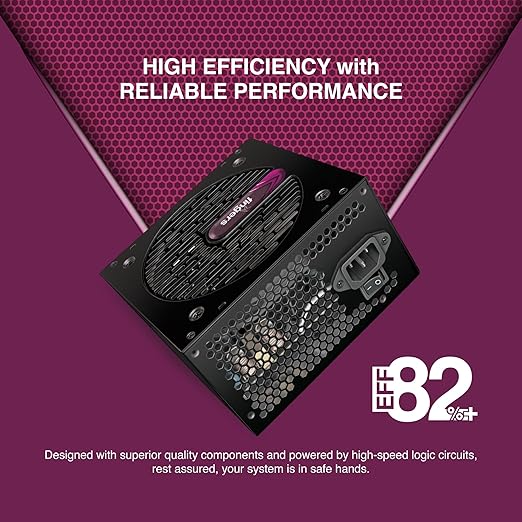 HIGH EFFICIENCY with
RELIABLE PERFORMANCE
fingers
EFF 82%+
Designed with superior quality components and powered by high-speed logic circuits,
rest assured, your system is in safe hands.